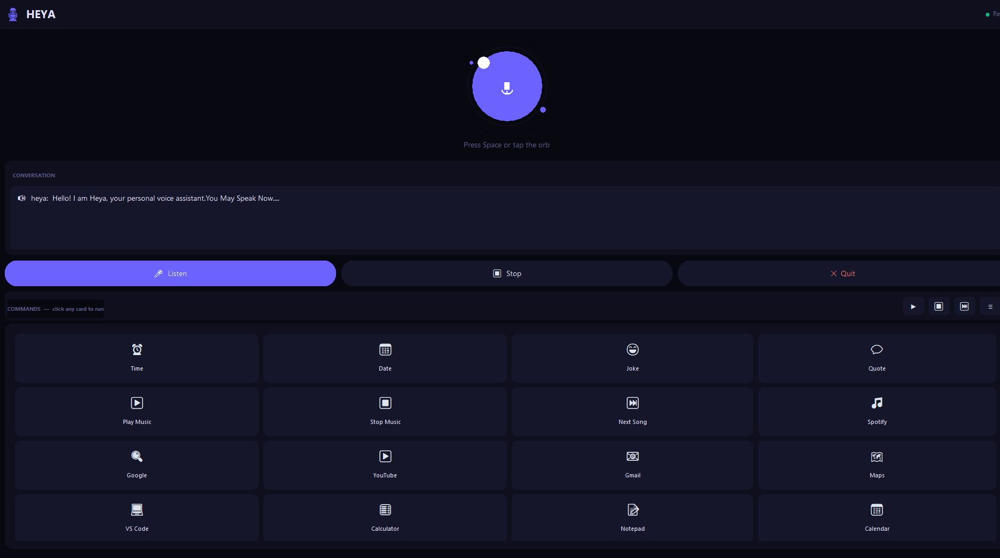 HEYA
Re
Press Space or tap the orb
CONVERSATION
heya: Hello! I am Heya, your personal voice assistant.You May Speak Now....
Listen
Stop
Quit
COMMANDS — click any card to run
Time
Date
Joke
Quote
Play Music
Stop Music
Next Song
Spotify
Google
YouTube
Gmail
Maps
VS Code
Calculator
Notepad
Calendar